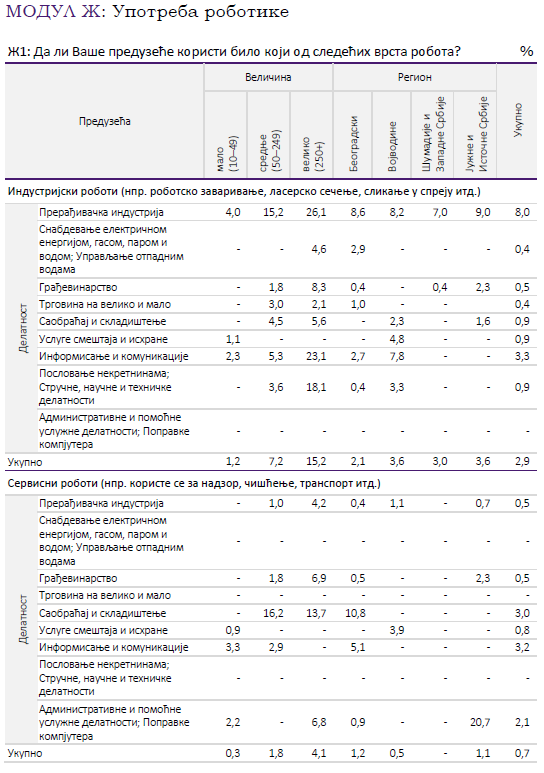 МОДУЛ Ж: Употреба роботике
Ж1: Да ли Ваше предузеће користи било који од следећих врста робота? %
Предузећа Величина Регион Укупно
мало (10–49) средње (50–249) велико (250+) Београдски Војводине Шумадије и Западне Србије Јужне и Источне Србије
Индустријски роботи (нпр. роботско заваривање, ласерско сечење, сликање у спреју итд.)
Делатност
Прерађивачка индустрија 4,0 15,2 26,1 8,6 8,2 7,0 9,0 8,0
Снабдевање електричном
енергијом, гасом, паром и
водом; Управљање отпадним
водама - - 4,6 2,9 - - - 0,4
Грађевинарство - 1,8 8,3 0,4 - 0,4 2,3 0,5
Трговина на велико и мало - 3,0 2,1 1,0 - - - 0,4
Саобраћај и складиштење - 4,5 5,6 - 2,3 - 1,6 0,9
Услуге смештаја и исхране 1,1 - - - 4,8 - - 0,9
Информисање и комуникације 2,3 5,3 23,1 2,7 7,8 - - 3,3
Пословање некретнинама;
Стручне, научне и техничке
делатности - 3,6 18,1 0,4 3,3 - - 0,9
Административне и помоћне
услужне делатности; Поправке
компјутера - - - - - - - -
Укупно 1,2 7,2 15,2 2,1 3,6 3,0 3,6 2,9
Сервисни роботи (нпр. користе се за надзор, чишћење, транспорт итд.)
Делатност
Прерађивачка индустрија - 1,0 4,2 0,4 1,1 - 0,7 0,5
Снабдевање електричном
енергијом, гасом, паром и
водом; Управљање отпадним
водама - - - - - - - -
Грађевинарство - 1,8 6,9 0,5 - - 2,3 0,5
Трговина на велико и мало - - - - - - - -
Саобраћај и складиштење - 16,2 13,7 10,8 - - - 3,0
Услуге смештаја и исхране 0,9 - - - 3,9 - - 0,8
Информисање и комуникације 3,3 2,9 - 5,1 - - - 3,2
Пословање некретнинама;
Стручне, научне и техничке
делатности - - - - - - - -
Административне и помоћне
услужне делатности; Поправке
компјутера 2,2 - 6,8 0,9 - - 20,7 2,1
Укупно 0,3 1,8 4,1 1,2 0,5 - 1,1 0,7